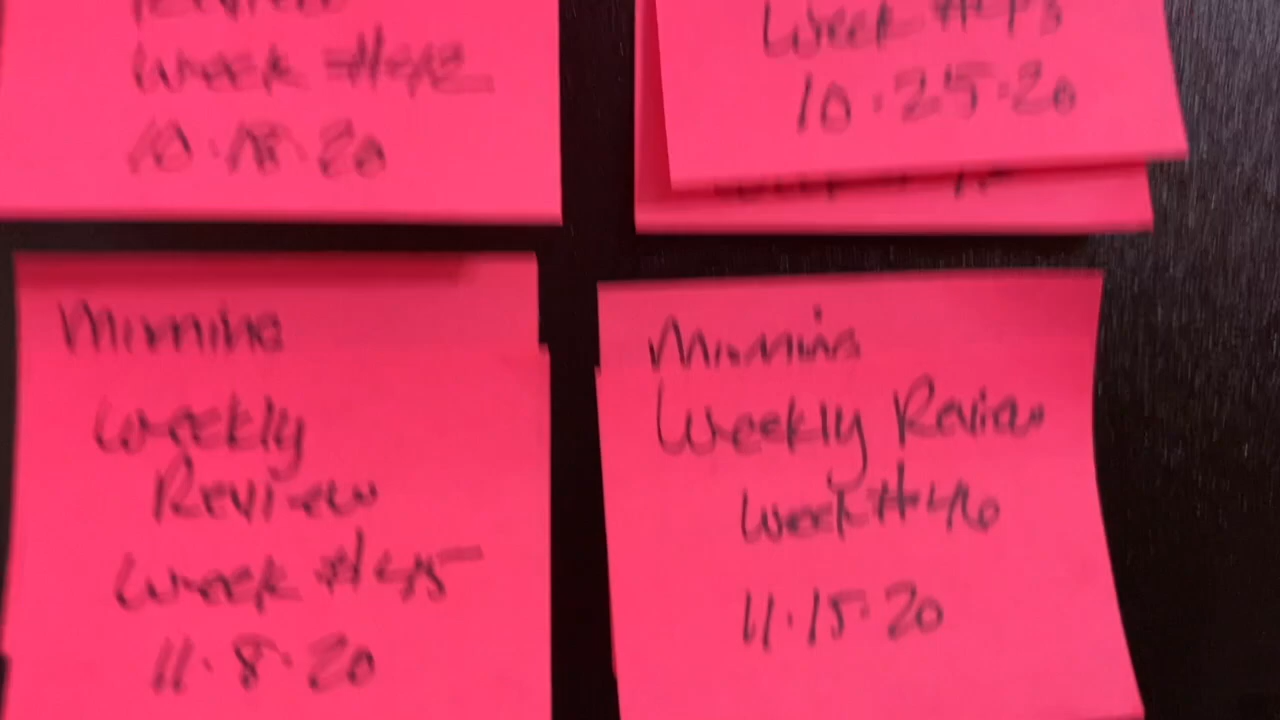 Review
Week #42
10.18.20
Week #43
10.25.20
Morning
Weekly
Review
Week #45
11.8.20
Morning
Weekly Review
Week #46
11.15.20